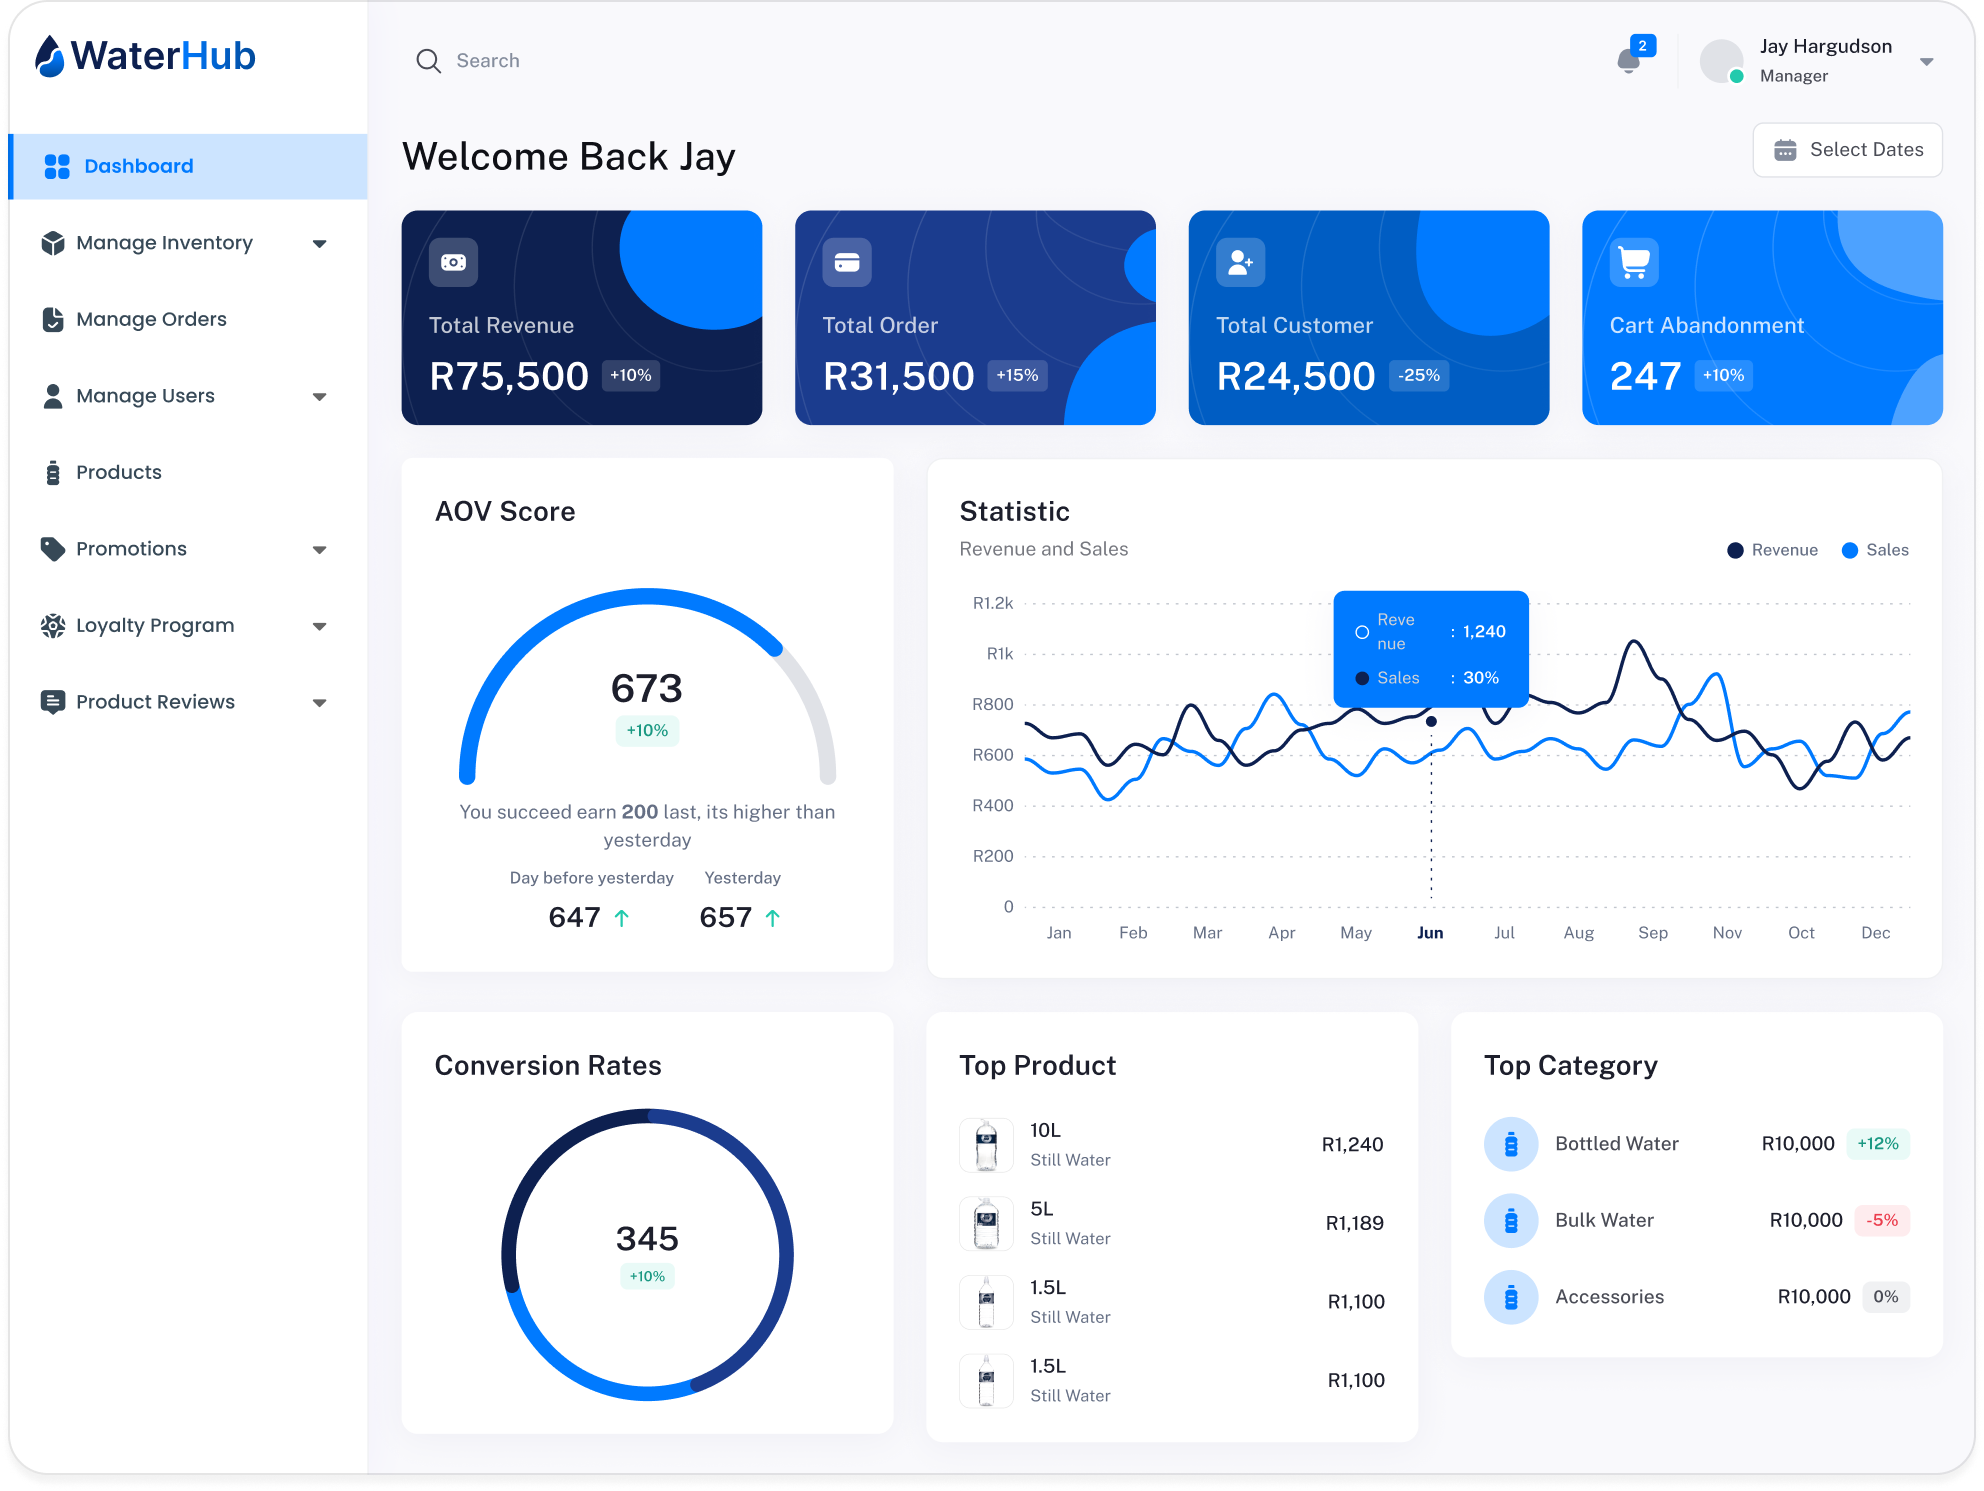 WaterHub
Search
2
Jay Hargudson
Manager
Dashboard
Manage Inventory
Manage Orders
Manage Users
Products
Promotions
Loyalty Program
Product Reviews
Welcome Back Jay
Select Dates
Total Revenue
R75,500 +10%
Total Order
R31,500 +15%
Total Customer
R24,500 -25%
Cart Abandonment
247 +10%
AOV Score
673
+10%
You succeed earn 200 last, its higher than
yesterday
Day before yesterday Yesterday
647 657
Statistic
Revenue and Sales
Revenue Sales
R1.2k
R1k
R800
R600
R400
R200
0
Reve
nue : 1,240
Sales : 30%
Jan Feb Mar Apr May Jun Jul Aug Sep Nov Oct Dec
Conversion Rates
345
+10%
Top Product
10L
Still Water
R1,240
5L
Still Water
R1,189
1.5L
Still Water
R1,100
1.5L
Still Water
R1,100
Top Category
Bottled Water R10,000 +12%
Bulk Water R10,000 -5%
Accessories R10,000 0%